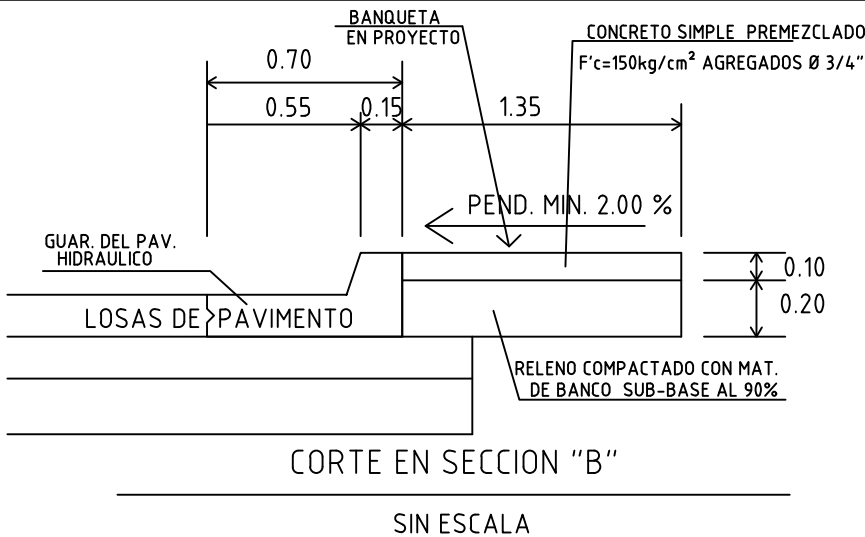 BANQUETA
EN PROYECTO
CONCRETO SIMPLE PREMEZCLADO
F'c=150kg/cm² AGREGADOS Ø 3/4"
0.70
0.55
0.15
1.35
PEND. MIN. 2.00 %
GUAR. DEL PAV.
HIDRAULICO
0.10
LOSAS DE PAVIMENTO
0.20
RELENO COMPACTADO CON MAT.
DE BANCO SUB-BASE AL 90%
CORTE EN SECCION "B"
SIN ESCALA